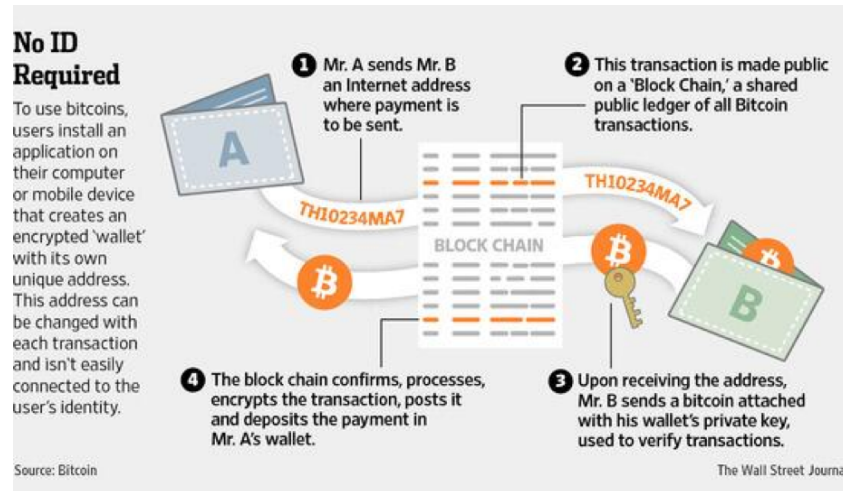 No ID
Required
To use bitcoins,
users install an
application on
their computer
or mobile device
that creates an
encrypted ‘wallet’
with its own
unique address.
This address can
be changed with
each transaction
and isn’t easily
connected to the
user’s identity.
1 Mr. A sends Mr. B
an Internet address
where payment is
to be sent.
2 This transaction is made public
on a ‘Block Chain,’ a shared
public ledger of all Bitcoin
transactions.
A
TH10234MA7
TH10234MA7
BLOCK CHAIN
B
4 The block chain confirms, processes,
encrypts the transaction, posts it
and deposits the payment in
Mr. A’s wallet.
3 Upon receiving the address,
Mr. B sends a bitcoin attached
with his wallet’s private key,
used to verify transactions.
Source: Bitcoin
The Wall Street Journa